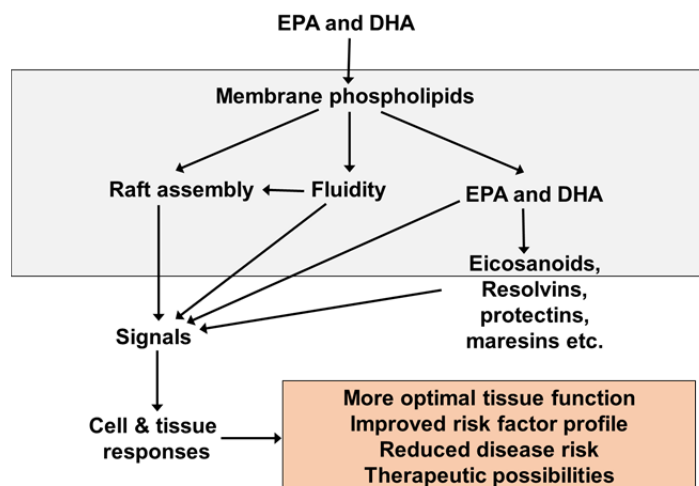 EPA and DHA
Membrane phospholipids
Raft assembly
Fluidity
EPA and DHA
Eicosanoids,
Resolvins,
protectins,
maresins etc.
Signals
Cell & tissue
responses
More optimal tissue function
Improved risk factor profile
Reduced disease risk
Therapeutic possibilities